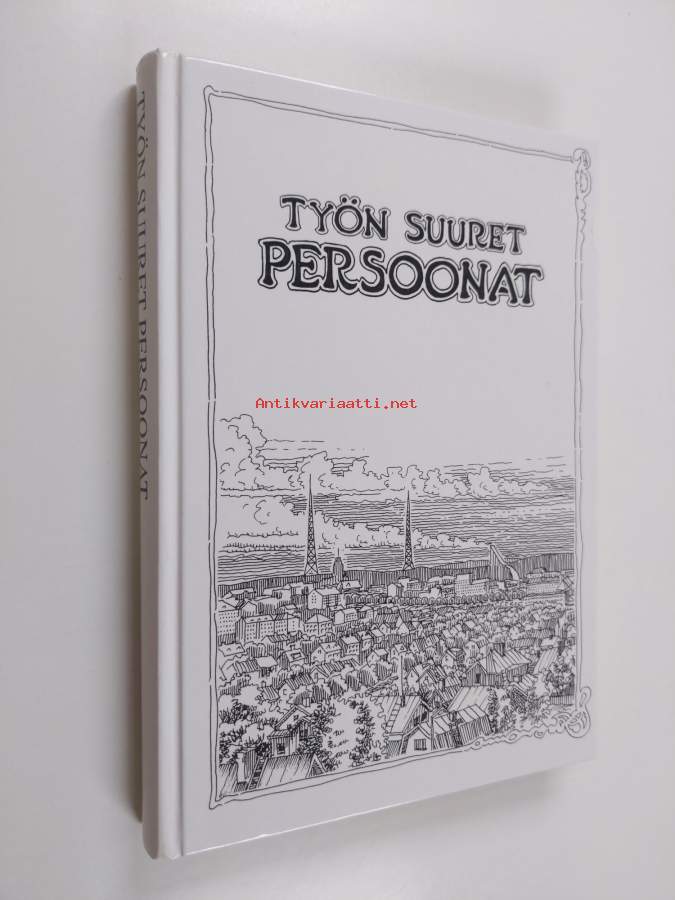 TYÖN SUURET PERSOONAT
TYÖN SUURET
PERSOONAT
Antikvariaatti.net